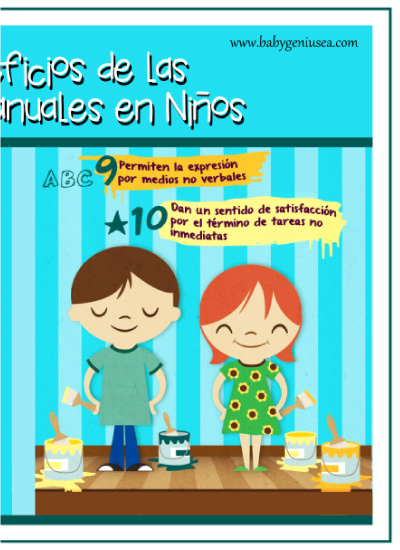 www.babygeniusea.com
ficios de las
anuales en Niños
ABC 9 Permiten la expresión
por medios no verbales
10 Dan un sentido de satisfacción
por el término de tareas no
inmediatas